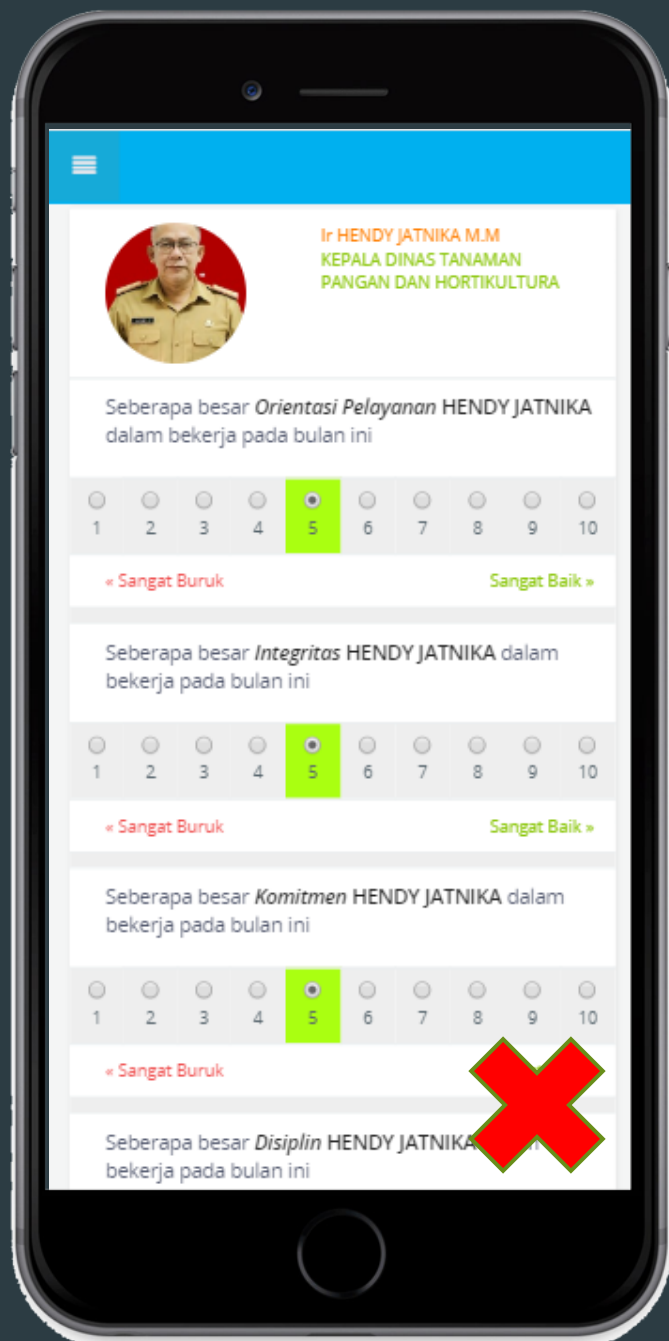 Ir HENDY JATNIKA M.M
KEPALA DINAS TANAMAN
PANGAN DAN HORTIKULTURA
Seberapa besar Orientasi Pelayanan HENDY JATNIKA
dalam bekerja pada bulan ini
1 2 3 4 5 6 7 8 9 10
« Sangat Buruk Sangat Baik »
Seberapa besar Integritas HENDY JATNIKA dalam
bekerja pada bulan ini
1 2 3 4 5 6 7 8 9 10
« Sangat Buruk Sangat Baik »
Seberapa besar Komitmen HENDY JATNIKA dalam
bekerja pada bulan ini
1 2 3 4 5 6 7 8 9 10
« Sangat Buruk
Seberapa besar Disiplin HENDY JATNIKA
bekerja pada bulan ini